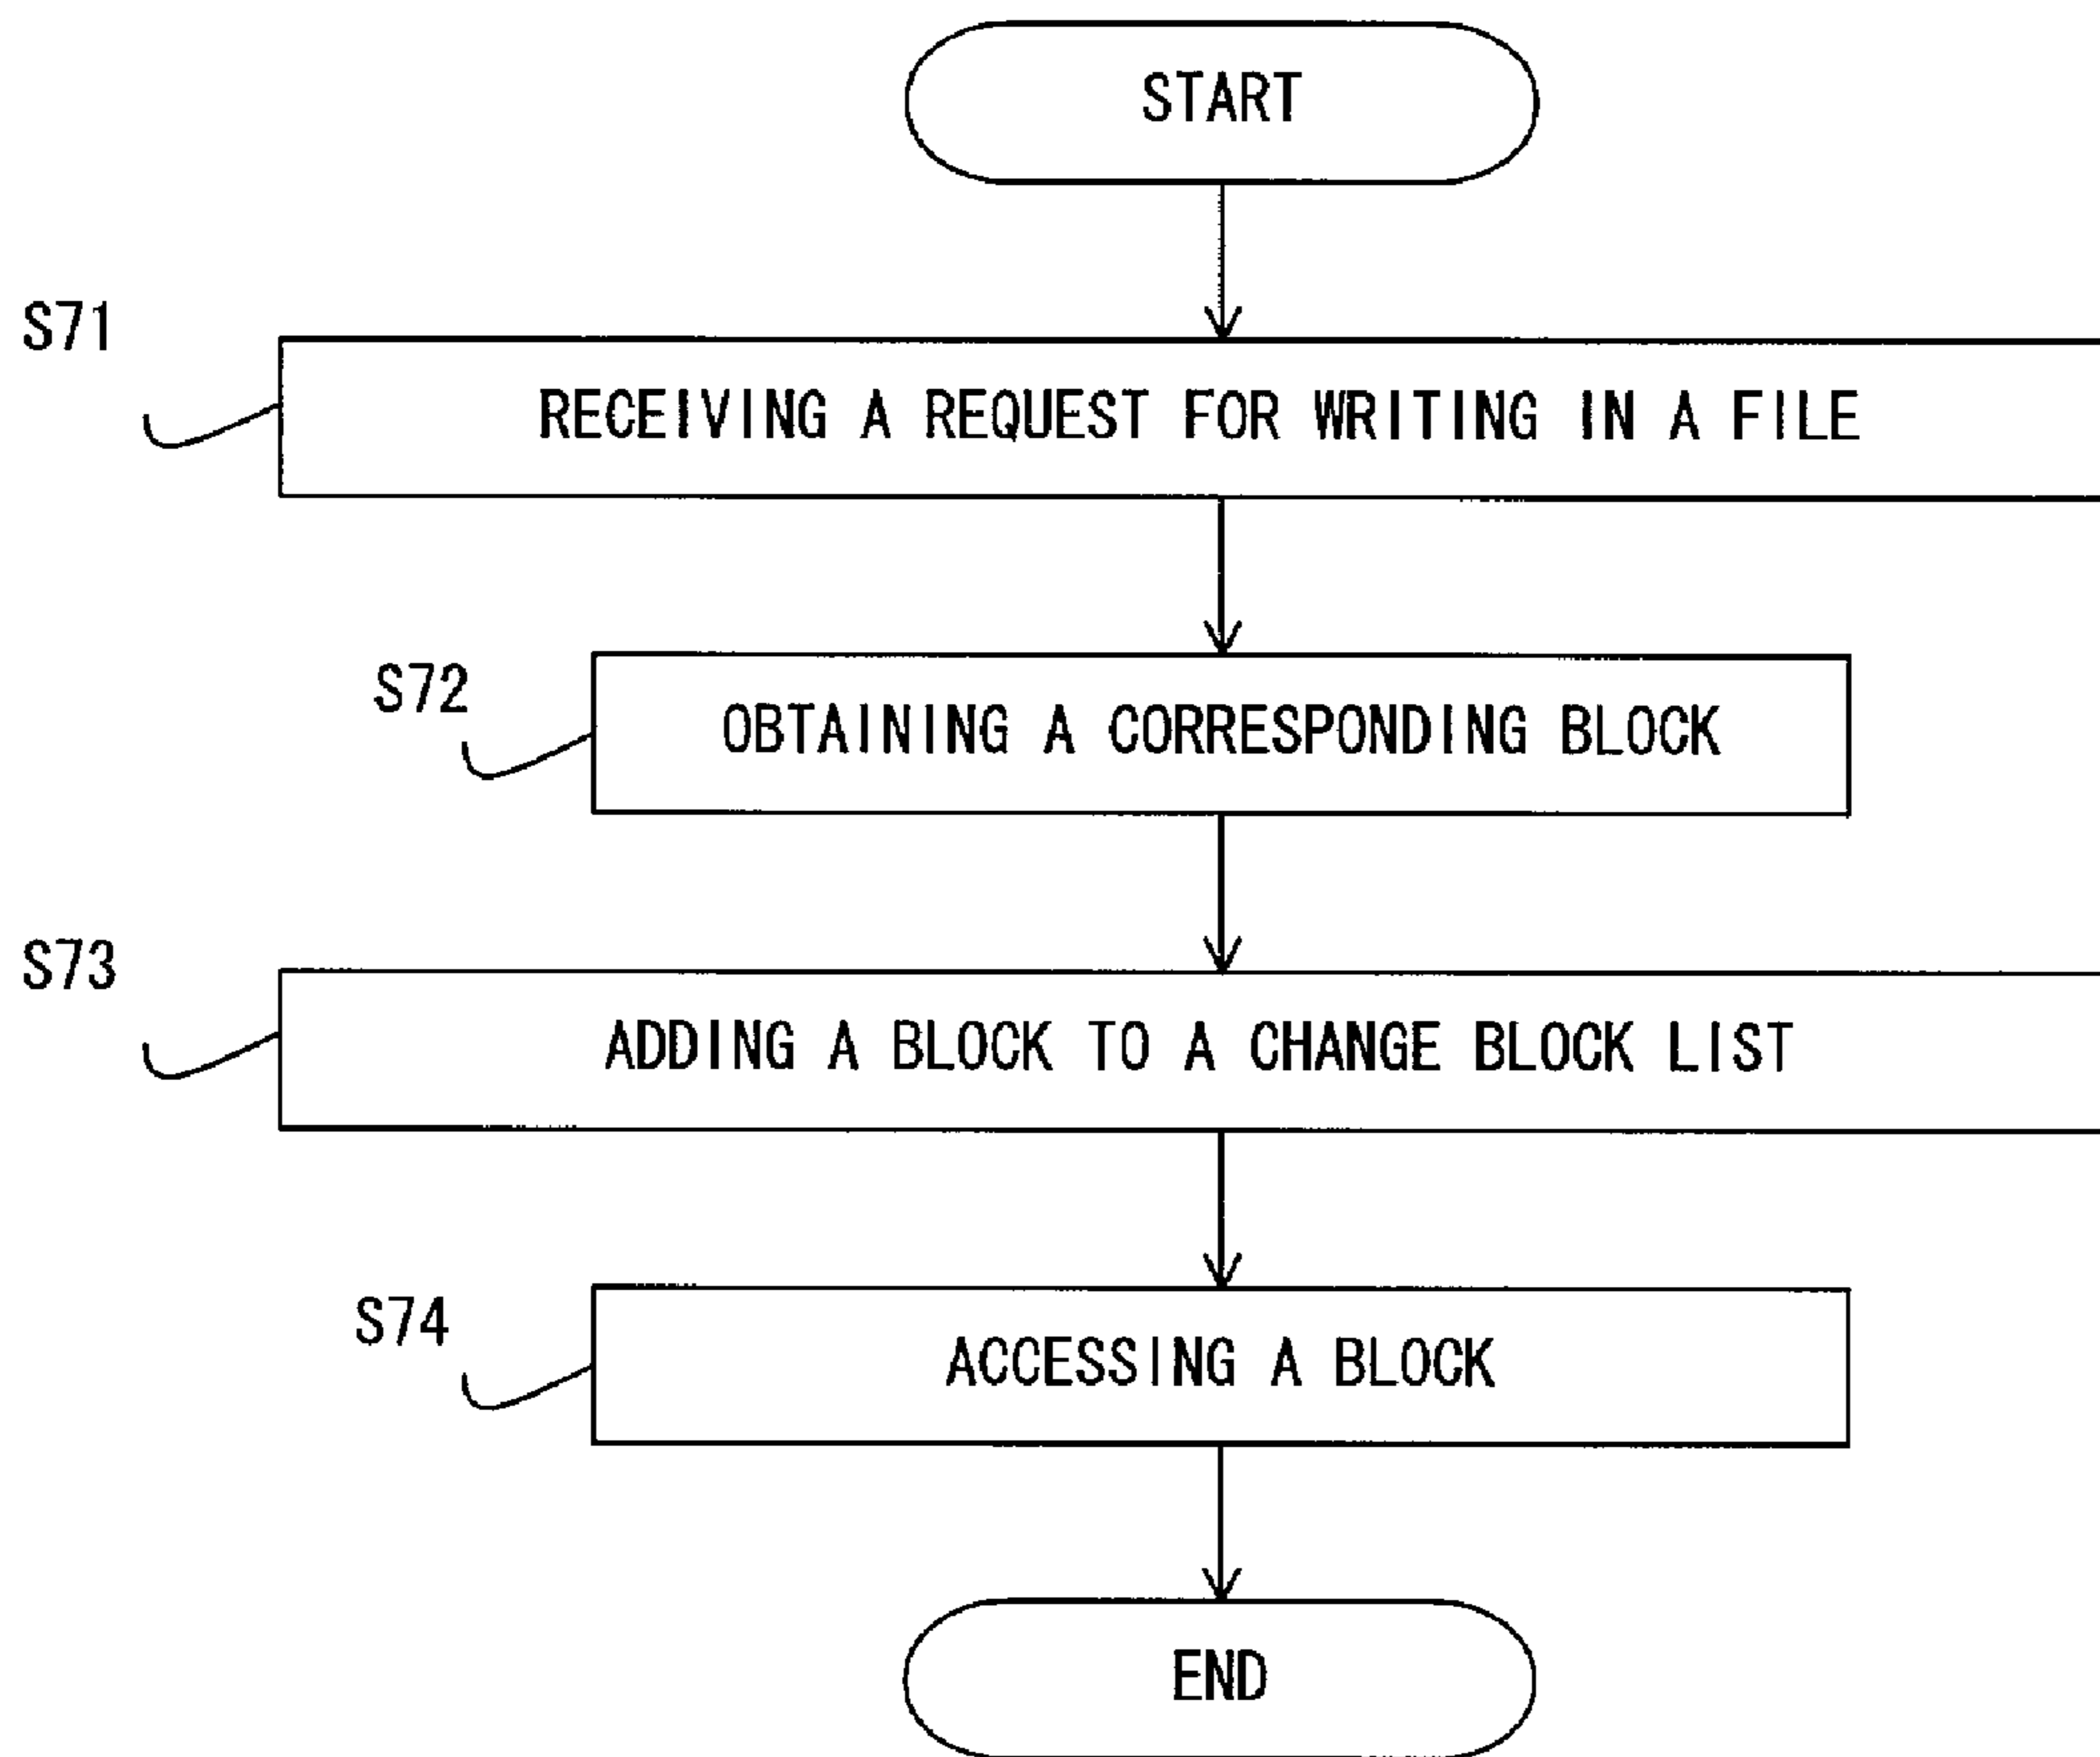 START
S71
RECEIVING A REQUEST FOR WRITING IN A FILE
S72
OBTAINING A CORRESPONDING BLOCK
S73
ADDING A BLOCK TO A CHANGE BLOCK LIST
S74
ACCESSING A BLOCK
END